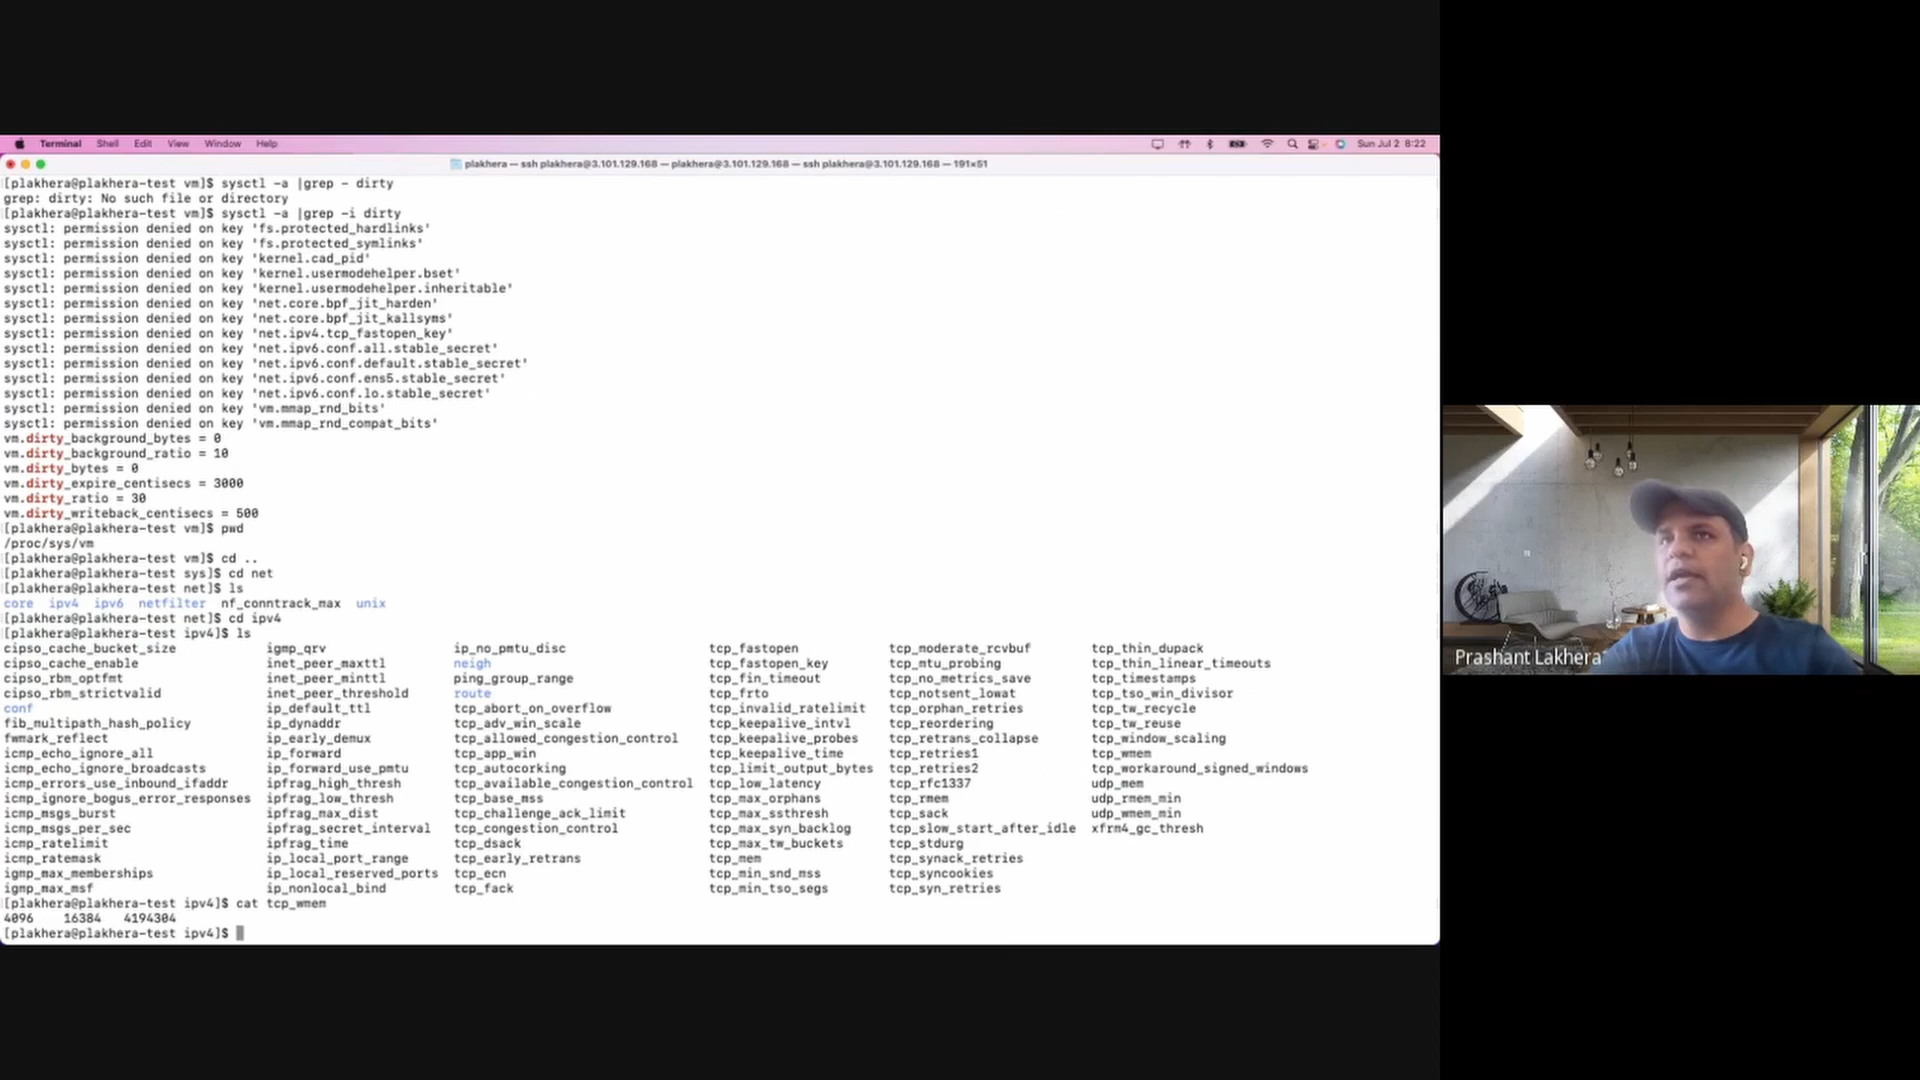 Terminal Shell Edit View Window Help Sun Jul 2 8:22
plakhera — ssh plakhera@3.101.129.168 — plakhera@3.101.129.168 — ssh plakhera@3.101.129.168 — 191×51
[plakhera@plakhera-test vm]$ sysctl -a |grep - dirty
grep: dirty: No such file or directory
[plakhera@plakhera-test vm]$ sysctl -a |grep -i dirty
sysctl: permission denied on key 'fs.protected_hardlinks'
sysctl: permission denied on key 'fs.protected_symlinks'
sysctl: permission denied on key 'kernel.cad_pid'
sysctl: permission denied on key 'kernel.usermodehelper.bset'
sysctl: permission denied on key 'kernel.usermodehelper.inheritable'
sysctl: permission denied on key 'net.core.bpf_jit_harden'
sysctl: permission denied on key 'net.core.bpf_jit_kallsyms'
sysctl: permission denied on key 'net.ipv4.tcp_fastopen_key'
sysctl: permission denied on key 'net.ipv6.conf.all.stable_secret'
sysctl: permission denied on key 'net.ipv6.conf.default.stable_secret'
sysctl: permission denied on key 'net.ipv6.conf.ens5.stable_secret'
sysctl: permission denied on key 'net.ipv6.conf.lo.stable_secret'
sysctl: permission denied on key 'vm.mmap_rnd_bits'
sysctl: permission denied on key 'vm.mmap_rnd_compat_bits'
vm.dirty_background_bytes = 0
vm.dirty_background_ratio = 10
vm.dirty_bytes = 0
vm.dirty_expire_centisecs = 3000
vm.dirty_ratio = 30
vm.dirty_writeback_centisecs = 500
[plakhera@plakhera-test vm]$ pwd
/proc/sys/vm
[plakhera@plakhera-test vm]$ cd ..
[plakhera@plakhera-test sys]$ cd net
[plakhera@plakhera-test net]$ ls
core ipv4 ipv6 netfilter nf_conntrack_max unix
[plakhera@plakhera-test net]$ cd ipv4
[plakhera@plakhera-test ipv4]$ ls
cipso_cache_bucket_size igmp_qrv ip_no_pmtu_disc tcp_fastopen tcp_moderate_rcvbuf tcp_thin_dupack
cipso_cache_enable inet_peer_maxttl neigh tcp_fastopen_key tcp_mtu_probing tcp_thin_linear_timeouts
cipso_rbm_optfmt inet_peer_minttl ping_group_range tcp_fin_timeout tcp_no_metrics_save tcp_timestamps
cipso_rbm_strictvalid inet_peer_threshold route tcp_frto tcp_notsent_lowat tcp_tso_win_divisor
conf ip_default_ttl tcp_abort_on_overflow tcp_invalid_ratelimit tcp_orphan_retries tcp_tw_recycle
fib_multipath_hash_policy ip_dynaddr tcp_adv_win_scale tcp_keepalive_intvl tcp_reordering tcp_tw_reuse
fwmark_reflect ip_early_demux tcp_allowed_congestion_control tcp_keepalive_probes tcp_retrans_collapse tcp_window_scaling
icmp_echo_ignore_all ip_forward tcp_app_win tcp_keepalive_time tcp_retries1 tcp_wmem
icmp_echo_ignore_broadcasts ip_forward_use_pmtu tcp_autocorking tcp_limit_output_bytes tcp_retries2 tcp_workaround_signed_windows
icmp_errors_use_inbound_ifaddr ipfrag_high_thresh tcp_available_congestion_control tcp_low_latency tcp_rfc1337 udp_mem
icmp_ignore_bogus_error_responses ipfrag_low_thresh tcp_base_mss tcp_max_orphans tcp_rmem udp_rmem_min
icmp_msgs_burst ipfrag_max_dist tcp_challenge_ack_limit tcp_max_ssthresh tcp_sack udp_wmem_min
icmp_msgs_per_sec ipfrag_secret_interval tcp_congestion_control tcp_max_syn_backlog tcp_slow_start_after_idle xfrm4_gc_thresh
icmp_ratelimit ipfrag_time tcp_dsack tcp_max_tw_buckets tcp_stdurg
icmp_ratemask ip_local_port_range tcp_early_retrans tcp_mem tcp_synack_retries
igmp_max_memberships ip_local_reserved_ports tcp_ecn tcp_min_snd_mss tcp_syncookies
igmp_max_msf ip_nonlocal_bind tcp_fack tcp_min_tso_segs tcp_syn_retries
[plakhera@plakhera-test ipv4]$ cat tcp_wmem
4096 16384 4194304
[plakhera@plakhera-test ipv4]$
Prashant Lakhera